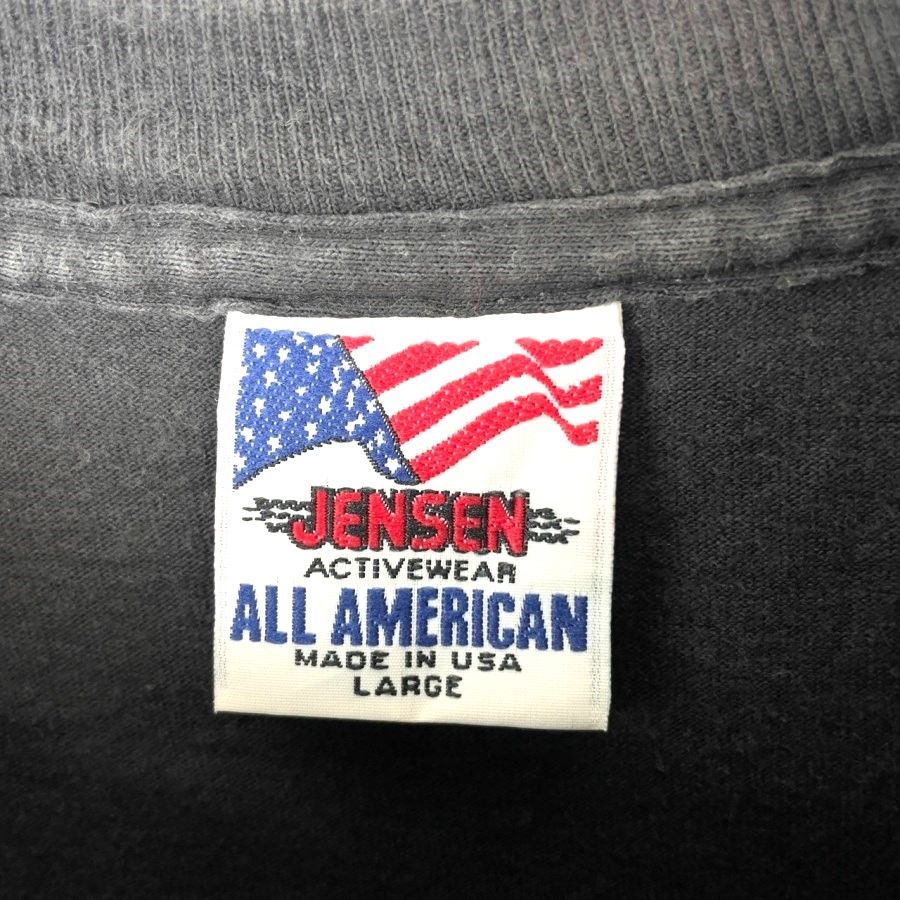 JENSEN
ACTIVEWEAR
ALL AMERICAN
MADE IN USA
LARGE